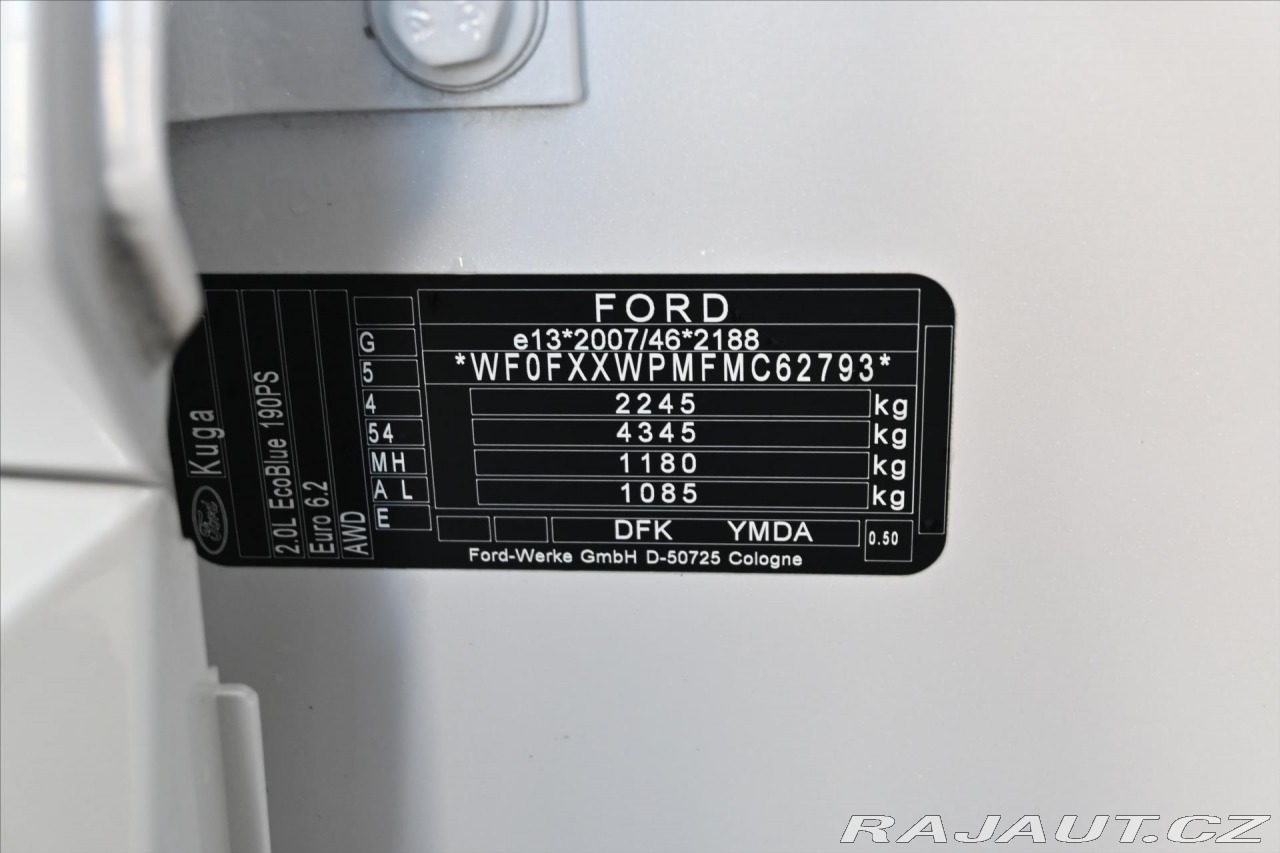 FORD
e13*2007/46*2188
*WF0FXXWPMFMC62793*
2245 kg
4345 kg
1180 kg
1085 kg
DFK YMDA
0.50
Ford-Werke GmbH D-50725 Cologne
G
5
4
54
MH
A L
E
Ford Kuga
2.0L EcoBlue 190PS
Euro 6.2
AWD
RAJAUT.CZ